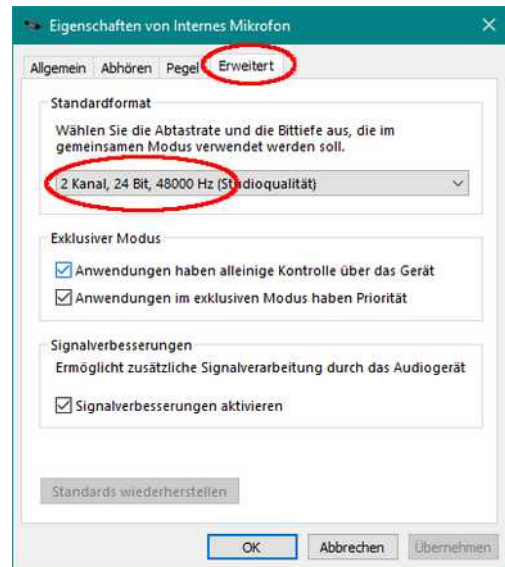 Eigenschaften von Internes Mikrofon
Allgemein Abhören Pegel Erweitert
Standardformat
Wählen Sie die Abtastrate und die Bittiefe aus, die im
gemeinsamen Modus verwendet werden soll.
2 Kanal, 24 Bit, 48000 Hz (Studioqualität)
Exklusiver Modus
Anwendungen haben alleinige Kontrolle über das Gerät
Anwendungen im exklusiven Modus haben Priorität
Signalverbesserungen
Ermöglicht zusätzliche Signalverarbeitung durch das Audiogerät
Signalverbesserungen aktivieren
Standards wiederherstellen
OK Abbrechen Übernehmen